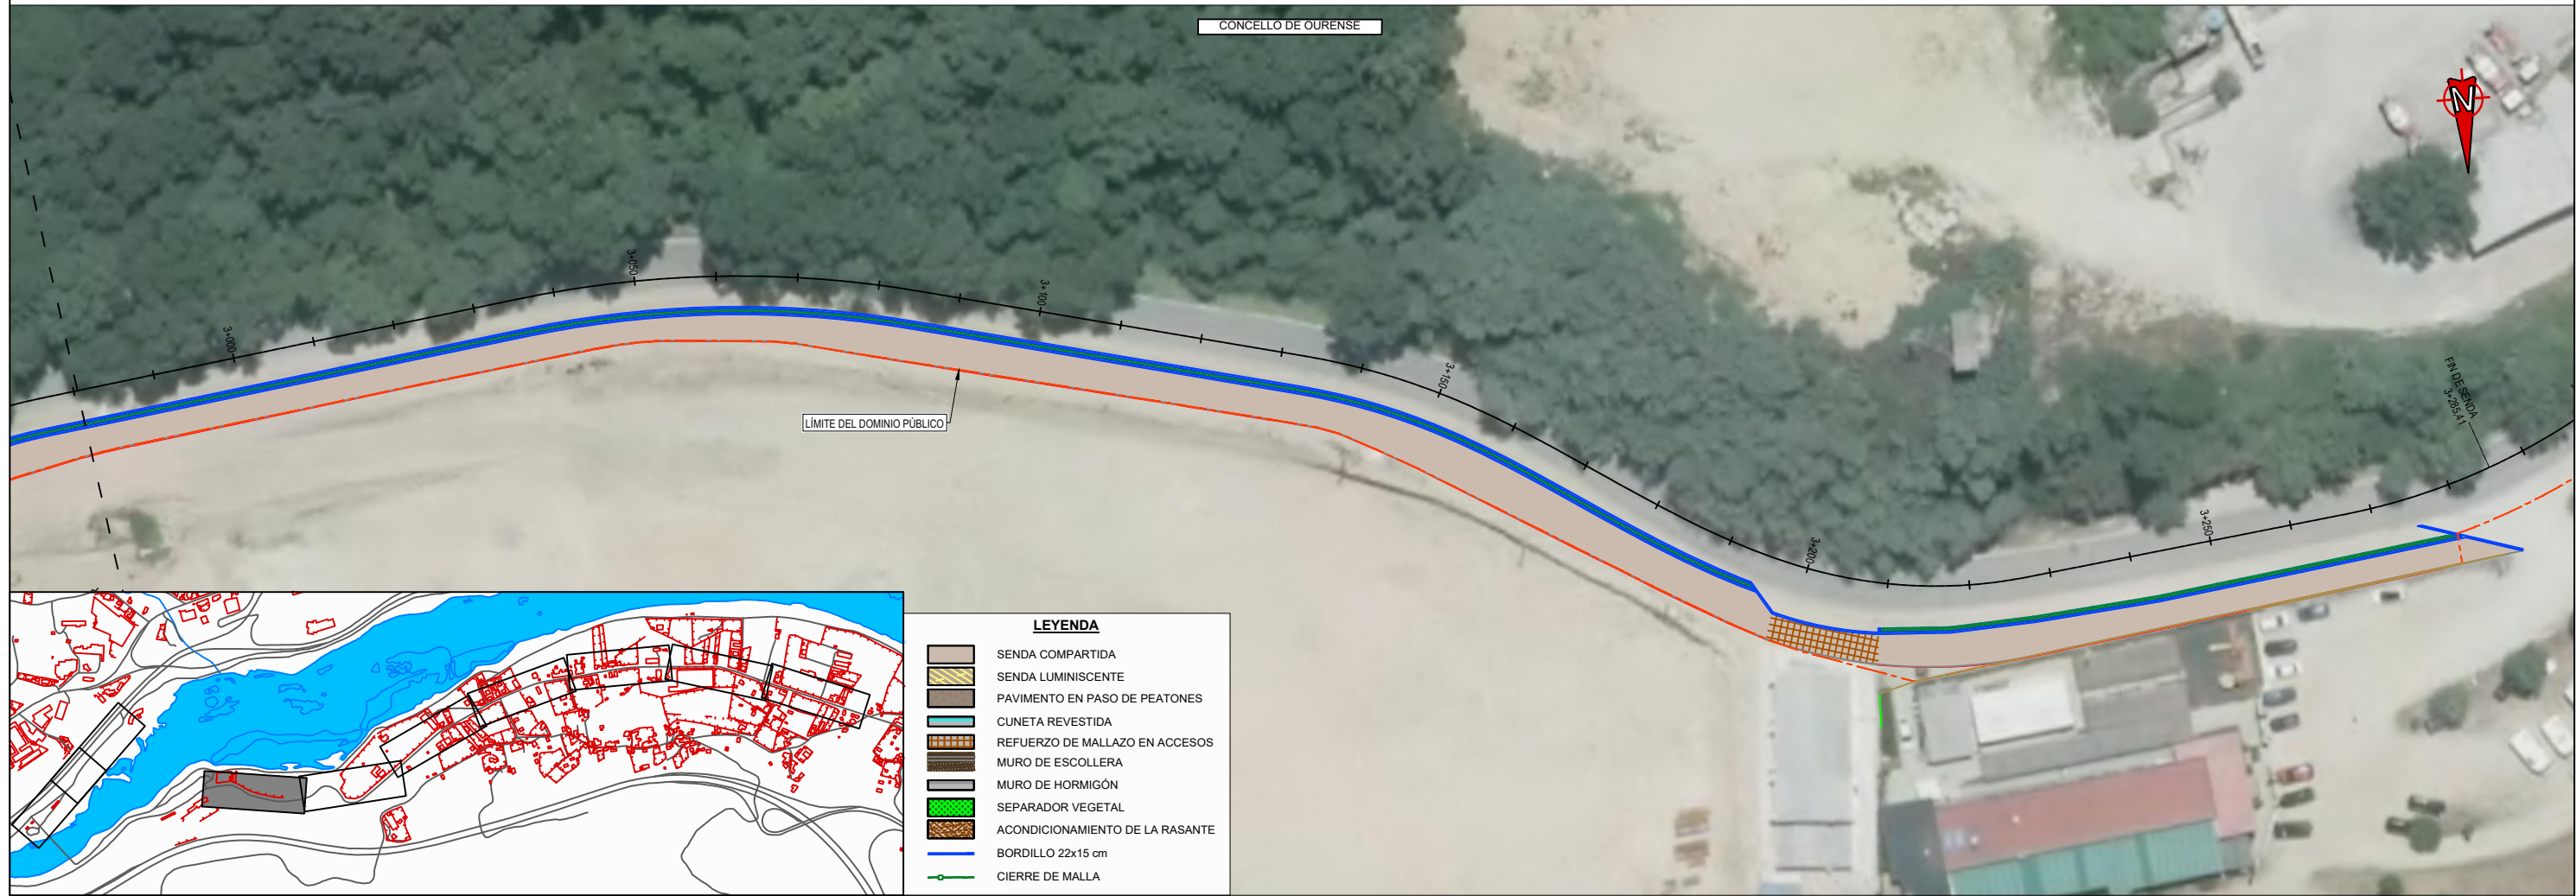 CONCELLO DE OURENSE
N
3+000
3+050
3+100
3+150
3+200
3+250
FIN DE SENDA
3+285.41
LÍMITE DEL DOMINIO PÚBLICO
LEYENDA
SENDA COMPARTIDA
SENDA LUMINISCENTE
PAVIMENTO EN PASO DE PEATONES
CUNETA REVESTIDA
REFUERZO DE MALLAZO EN ACCESOS
MURO DE ESCOLLERA
MURO DE HORMIGÓN
SEPARADOR VEGETAL
ACONDICIONAMIENTO DE LA RASANTE
BORDILLO 22x15 cm
CIERRE DE MALLA